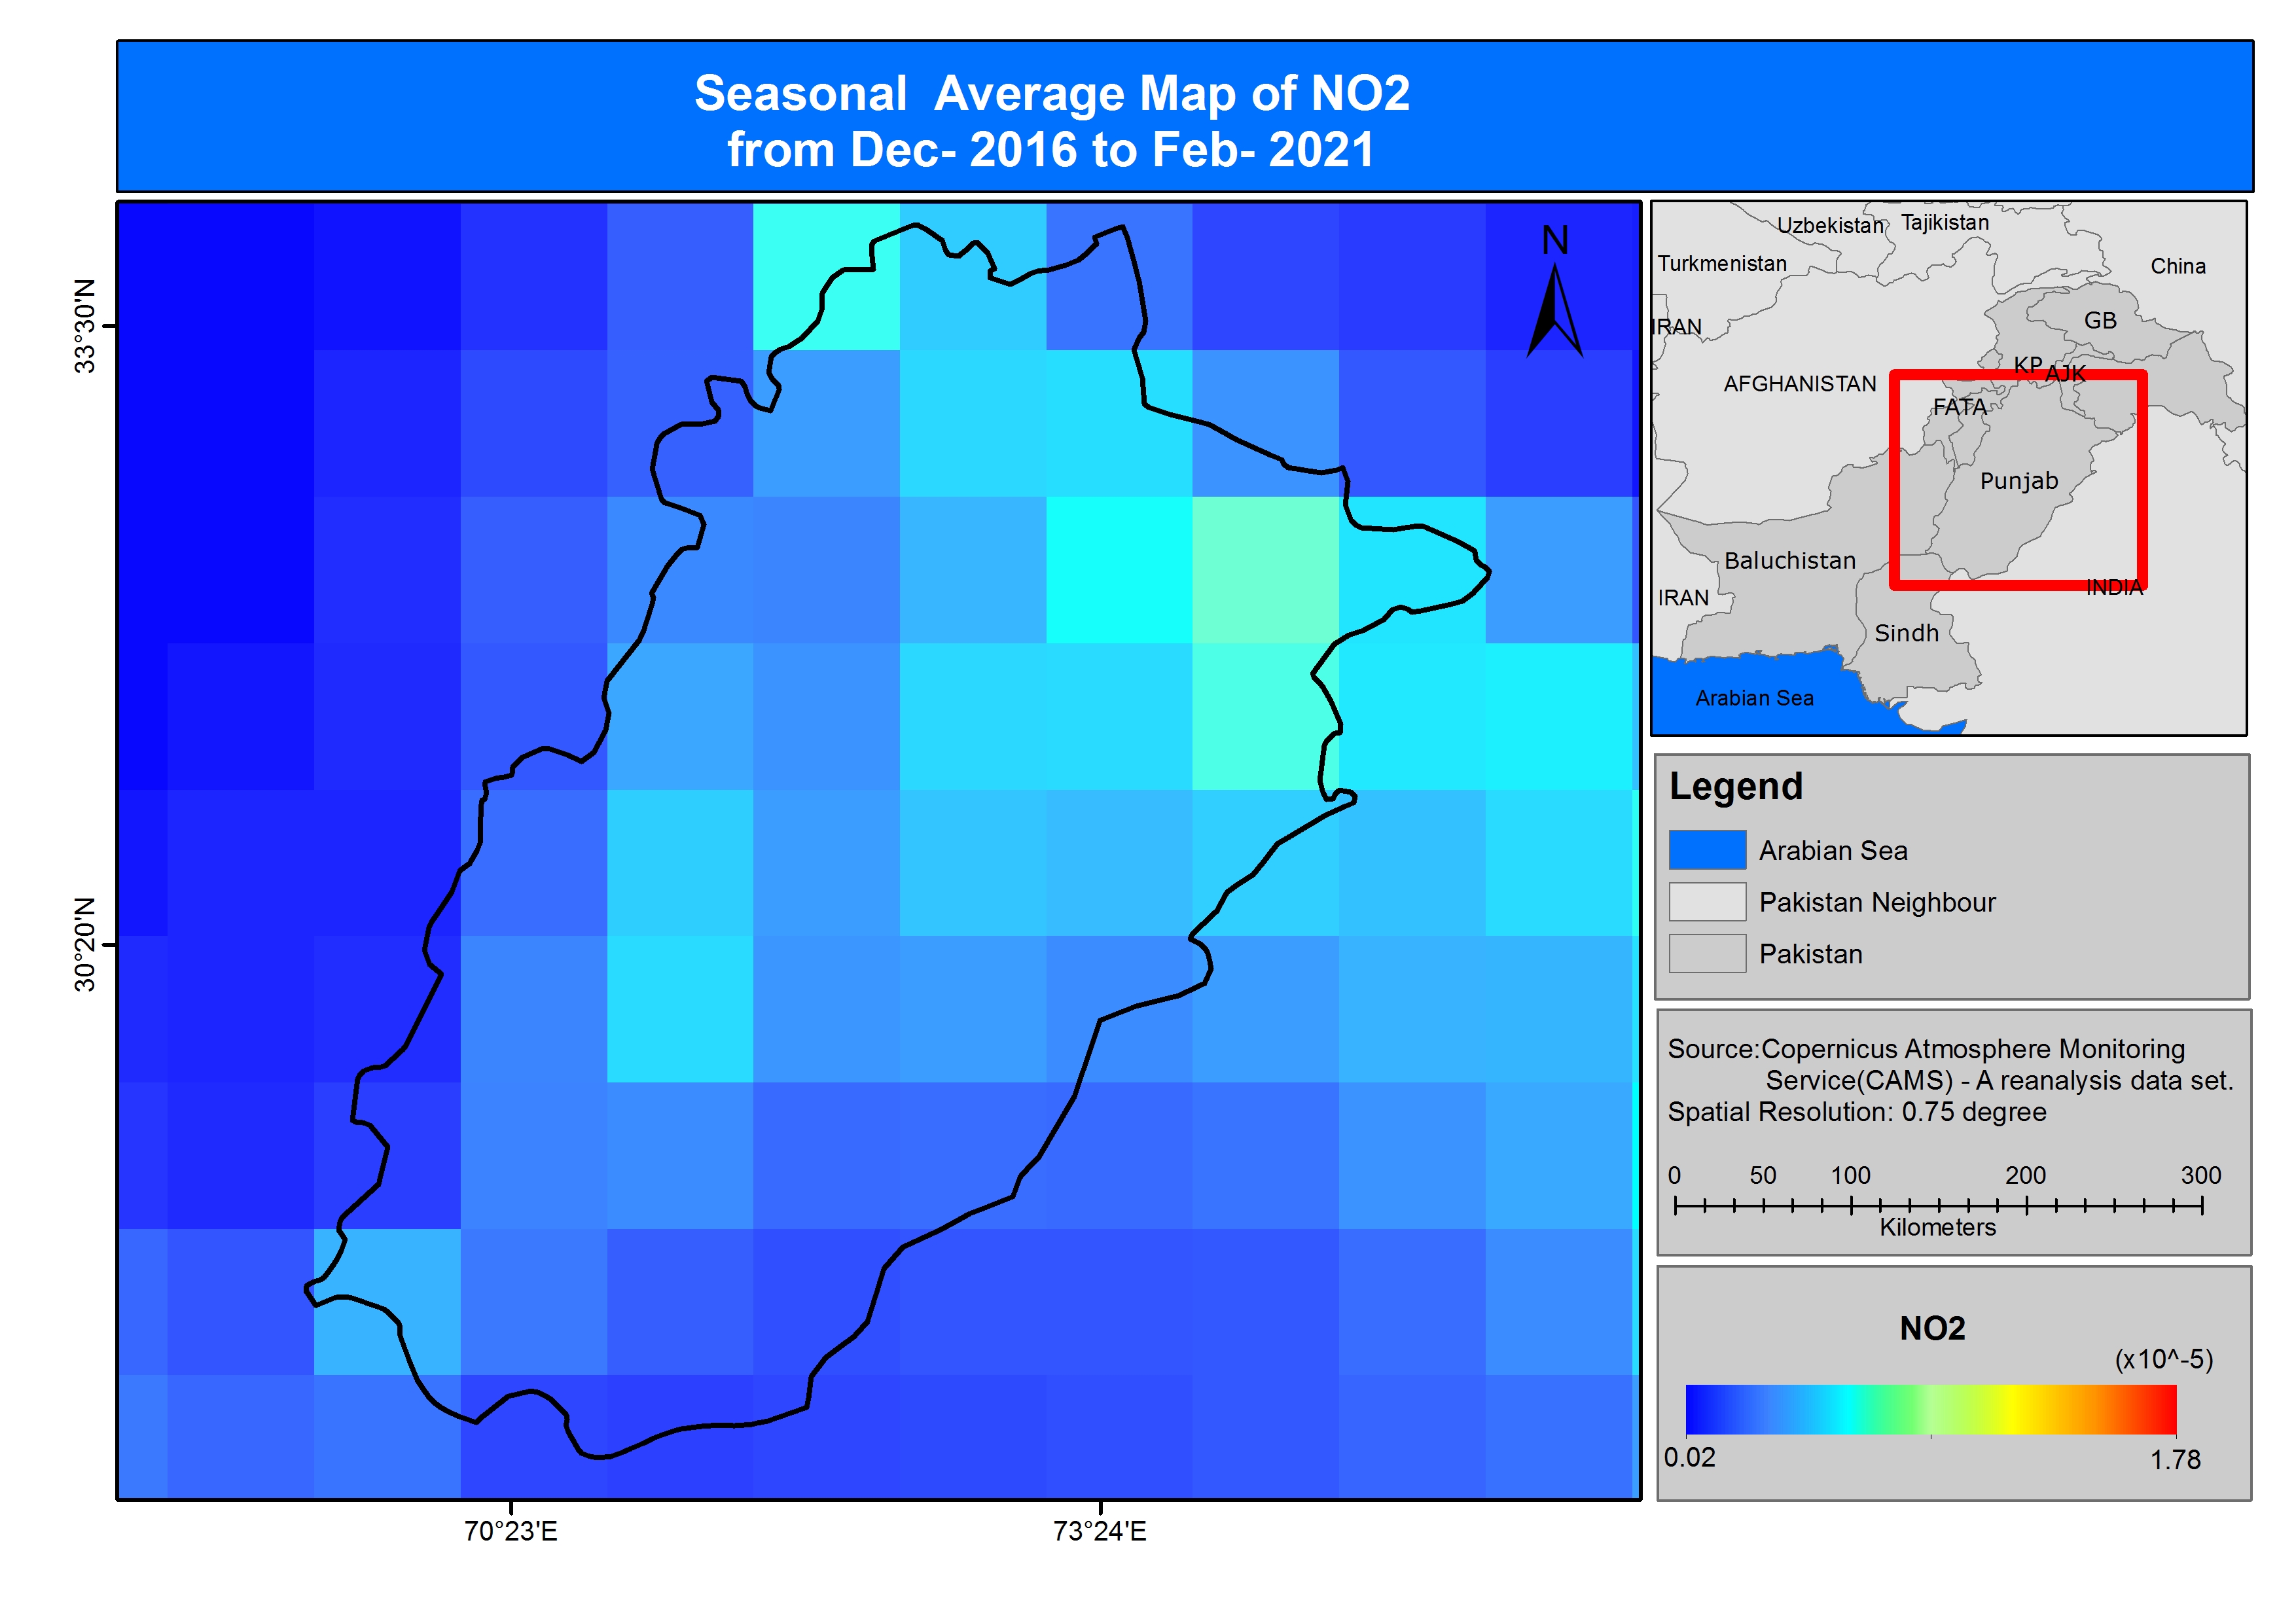 Seasonal  Average Map of NO2
from Dec- 2016 to Feb- 2021
33°30'N
30°20'N
70°23'E
73°24'E
N
Uzbekistan
Tajikistan
Turkmenistan
China
IRAN
GB
KP
AJK
AFGHANISTAN
FATA
Punjab
Baluchistan
INDIA
IRAN
Sindh
Arabian Sea
Legend
Arabian Sea
Pakistan Neighbour
Pakistan
Source:Copernicus Atmosphere Monitoring
Service(CAMS) - A reanalysis data set.
Spatial Resolution: 0.75 degree
0 50 100 200 300
Kilometers
NO2
(x10^-5)
0.02 1.78